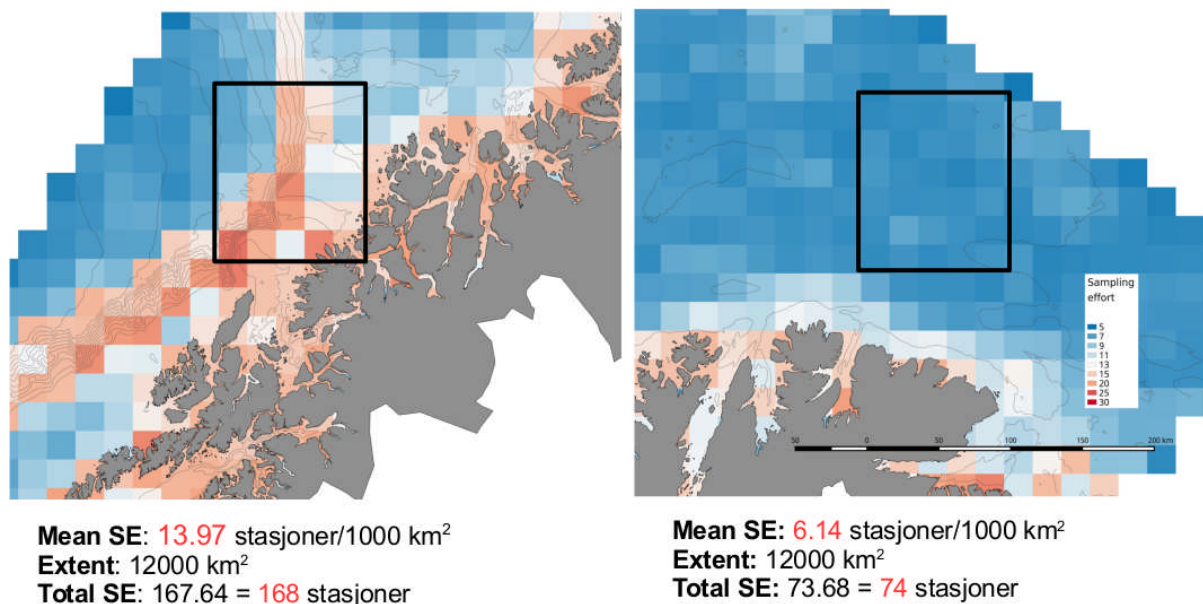 Sampling
effort
5
7
9
11
13
15
20
25
30
50 0 50 100 150 200 km
Mean SE: 13.97 stasjoner/1000 km²
Extent: 12000 km²
Total SE: 167.64 = 168 stasjoner
Mean SE: 6.14 stasjoner/1000 km²
Extent: 12000 km²
Total SE: 73.68 = 74 stasjoner